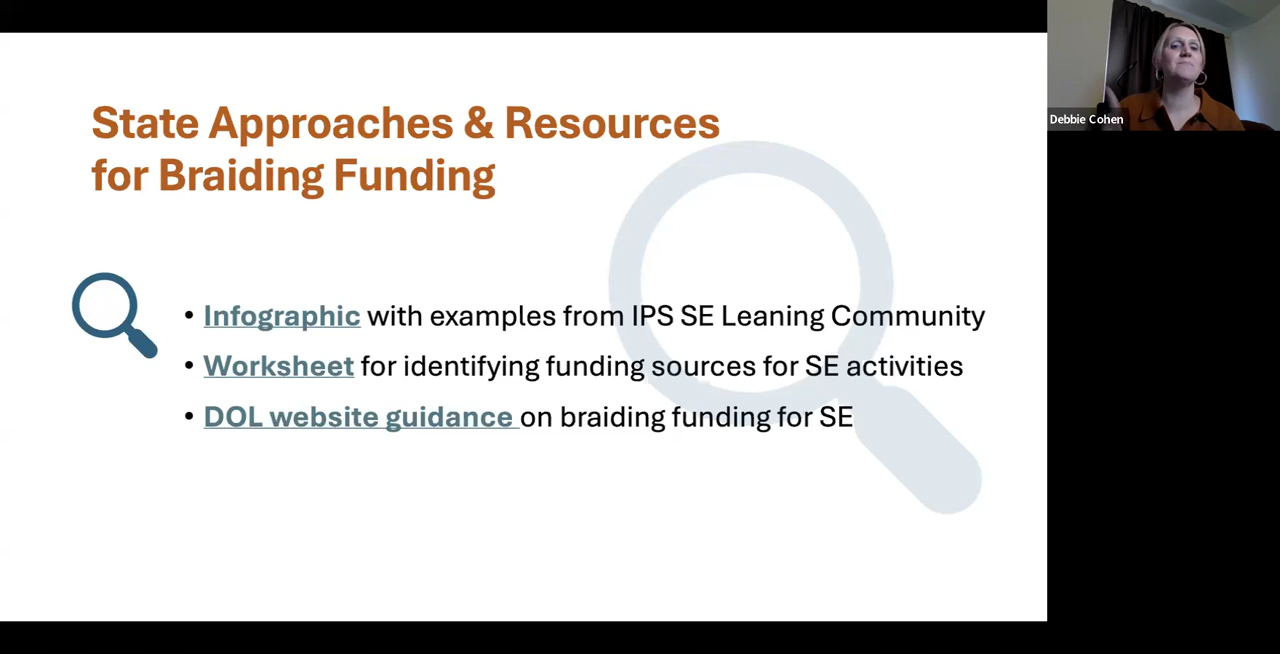 State Approaches & Resources
for Braiding Funding
• Infographic with examples from IPS SE Leaning Community
• Worksheet for identifying funding sources for SE activities
• DOL website guidance on braiding funding for SE
Debbie Cohen